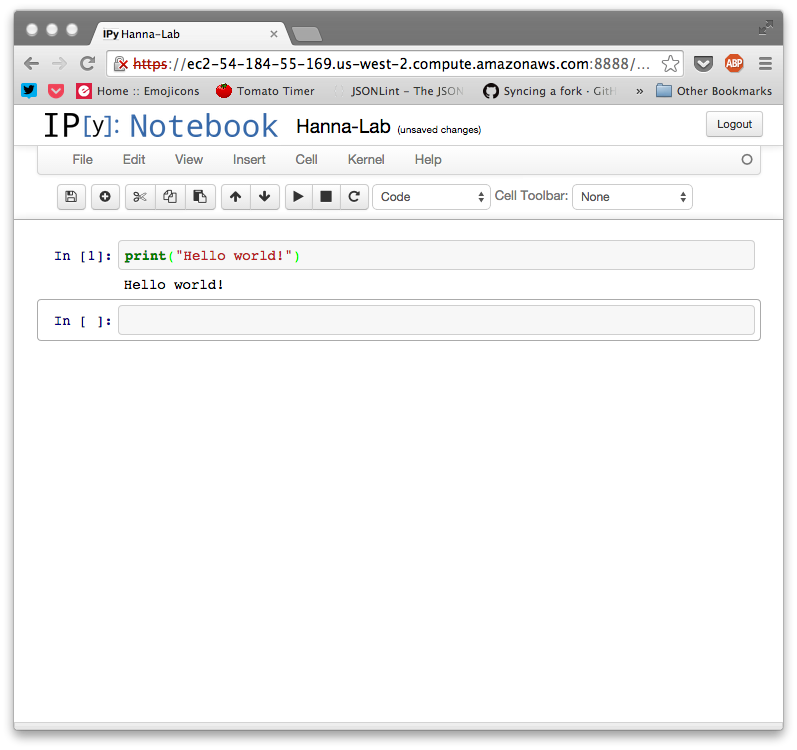 IPy Hanna-Lab
https://ec2-54-184-55-169.us-west-2.compute.amazonaws.com:8888/...
ABP
Home :: Emojicons Tomato Timer JSONLint - The JSON Syncing a fork · GitH » Other Bookmarks
IP[y]: Notebook Hanna-Lab (unsaved changes) Logout
File Edit View Insert Cell Kernel Help
Code Cell Toolbar: None
In [1]: print("Hello world!")
Hello world!
In [ ]: